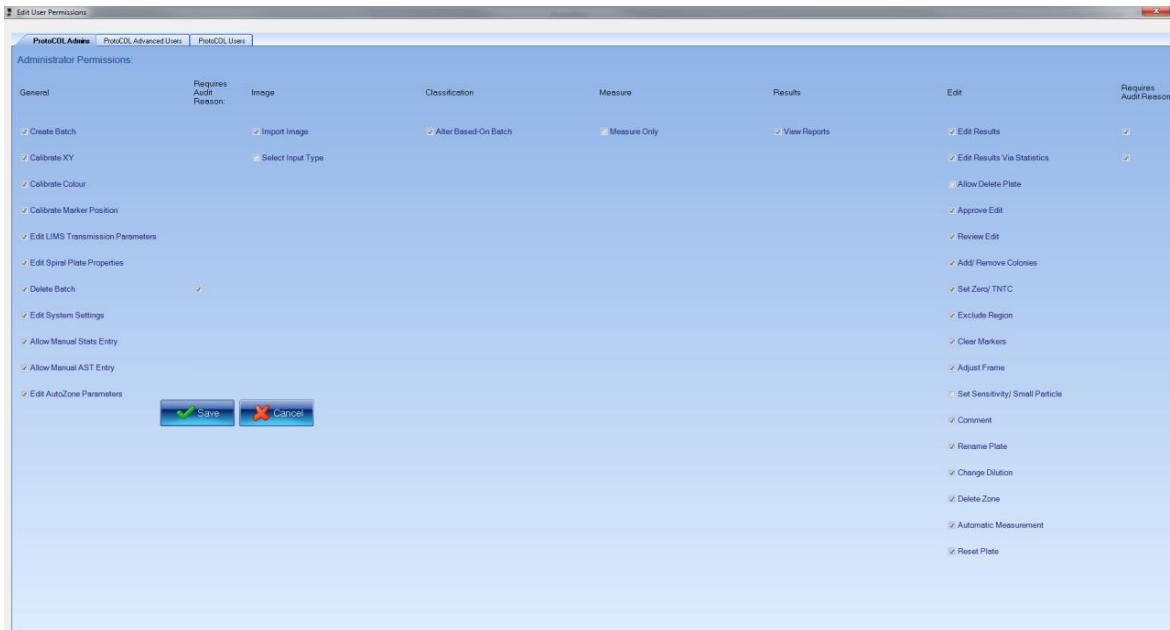 Edit User Permissions
ProtoCOL Admins ProtoCOL Advanced Users ProtoCOL Users
Administrator Permissions:
General Requires Audit Reason: Image Classification Measure Results Edit Requires Audit Reason
Create Batch Import Image Alter Based-On Batch Measure Only View Reports Edit Results
Calibrate XY Select Input Type Edit Results Via Statistics
Calibrate Colour Allow Delete Plate
Calibrate Marker Position Approve Edit
Edit LIMS Transmission Parameters Review Edit
Edit Spiral Plate Properties Add/ Remove Colonies
Delete Batch Set Zero/ TNTC
Edit System Settings Exclude Region
Allow Manual Stats Entry Clear Markers
Allow Manual AST Entry Adjust Frame
Edit AutoZone Parameters Set Sensitivity/ Small Particle
Save Cancel
Comment
Rename Plate
Change Dilution
Delete Zone
Automatic Measurement
Reset Plate